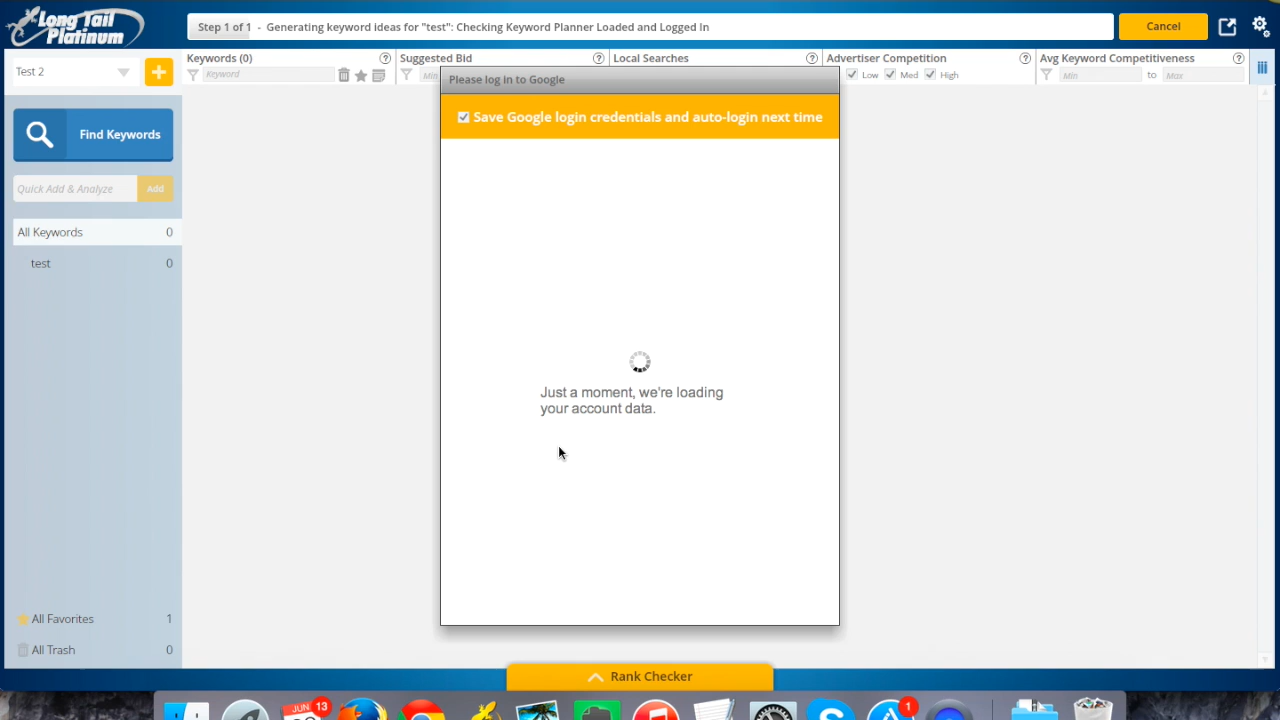 Long Tail
Platinum
Step 1 of 1 - Generating keyword ideas for "test": Checking Keyword Planner Loaded and Logged In
Cancel
Test 2
+
Keywords (0) ?
Keyword
Suggested Bid ?
Min
Local Searches ?
Advertiser Competition ?
Low Med High
Avg Keyword Competitiveness ?
Min to Max
Please log in to Google
Save Google login credentials and auto-login next time
Find Keywords
Quick Add & Analyze Add
All Keywords 0
test 0
Just a moment, we're loading
your account data.
All Favorites 1
All Trash 0
Rank Checker
JUN 13
1